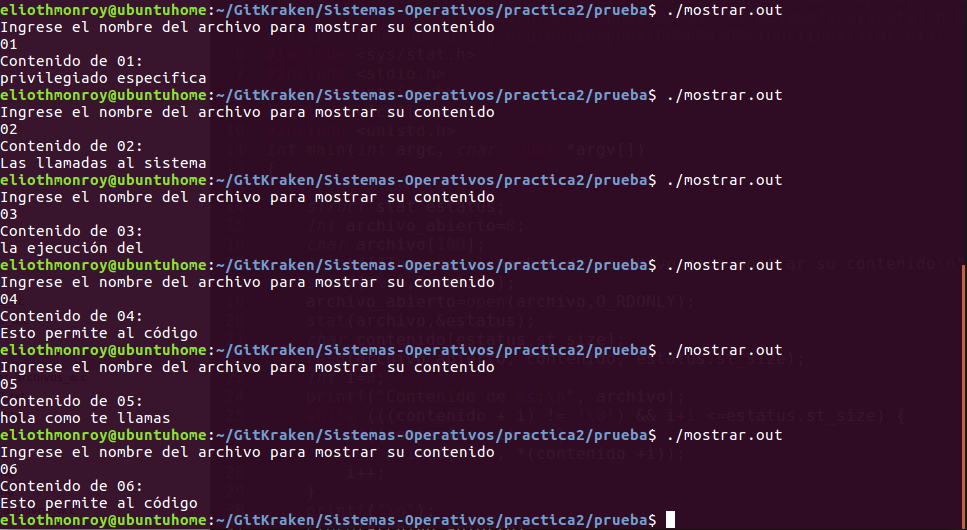 eliothmonroy@ubuntuhome:~/GitKraken/Sistemas-Operativos/practica2/prueba$ ./mostrar.out
Ingrese el nombre del archivo para mostrar su contenido
01
Contenido de 01:
privilegiado especifica
eliothmonroy@ubuntuhome:~/GitKraken/Sistemas-Operativos/practica2/prueba$ ./mostrar.out
Ingrese el nombre del archivo para mostrar su contenido
02
Contenido de 02:
Las llamadas al sistema
eliothmonroy@ubuntuhome:~/GitKraken/Sistemas-Operativos/practica2/prueba$ ./mostrar.out
Ingrese el nombre del archivo para mostrar su contenido
03
Contenido de 03:
la ejecución del
eliothmonroy@ubuntuhome:~/GitKraken/Sistemas-Operativos/practica2/prueba$ ./mostrar.out
Ingrese el nombre del archivo para mostrar su contenido
04
Contenido de 04:
Esto permite al código
eliothmonroy@ubuntuhome:~/GitKraken/Sistemas-Operativos/practica2/prueba$ ./mostrar.out
Ingrese el nombre del archivo para mostrar su contenido
05
Contenido de 05:
hola como te llamas
eliothmonroy@ubuntuhome:~/GitKraken/Sistemas-Operativos/practica2/prueba$ ./mostrar.out
Ingrese el nombre del archivo para mostrar su contenido
06
Contenido de 06:
Esto permite al código
eliothmonroy@ubuntuhome:~/GitKraken/Sistemas-Operativos/practica2/prueba$